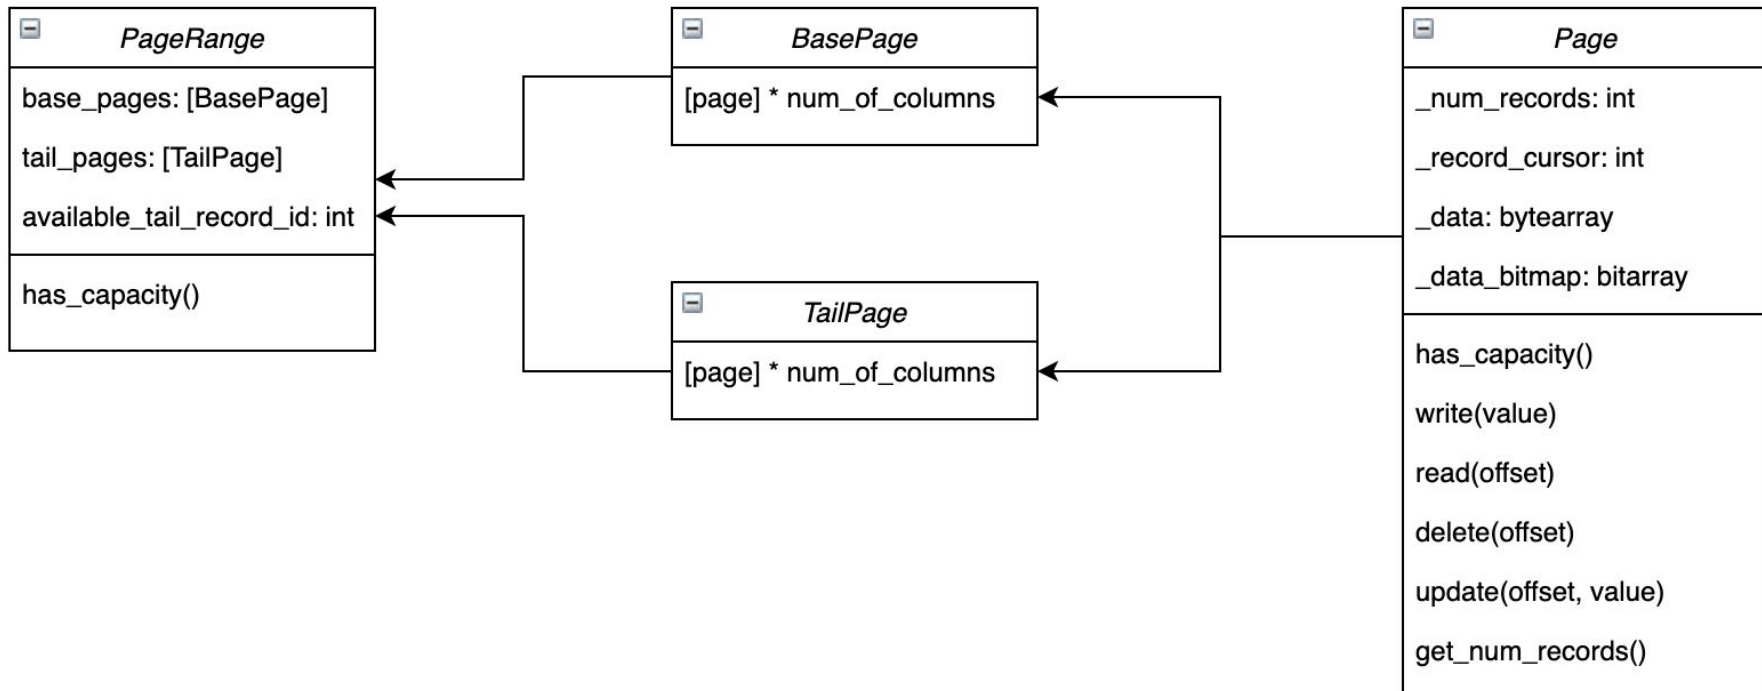 PageRange
base_pages: [BasePage]
tail_pages: [TailPage]
available_tail_record_id: int
has_capacity()
BasePage
[page] * num_of_columns
TailPage
[page] * num_of_columns
Page
_num_records: int
_record_cursor: int
_data: bytearray
_data_bitmap: bitarray
has_capacity()
write(value)
read(offset)
delete(offset)
update(offset, value)
get_num_records()